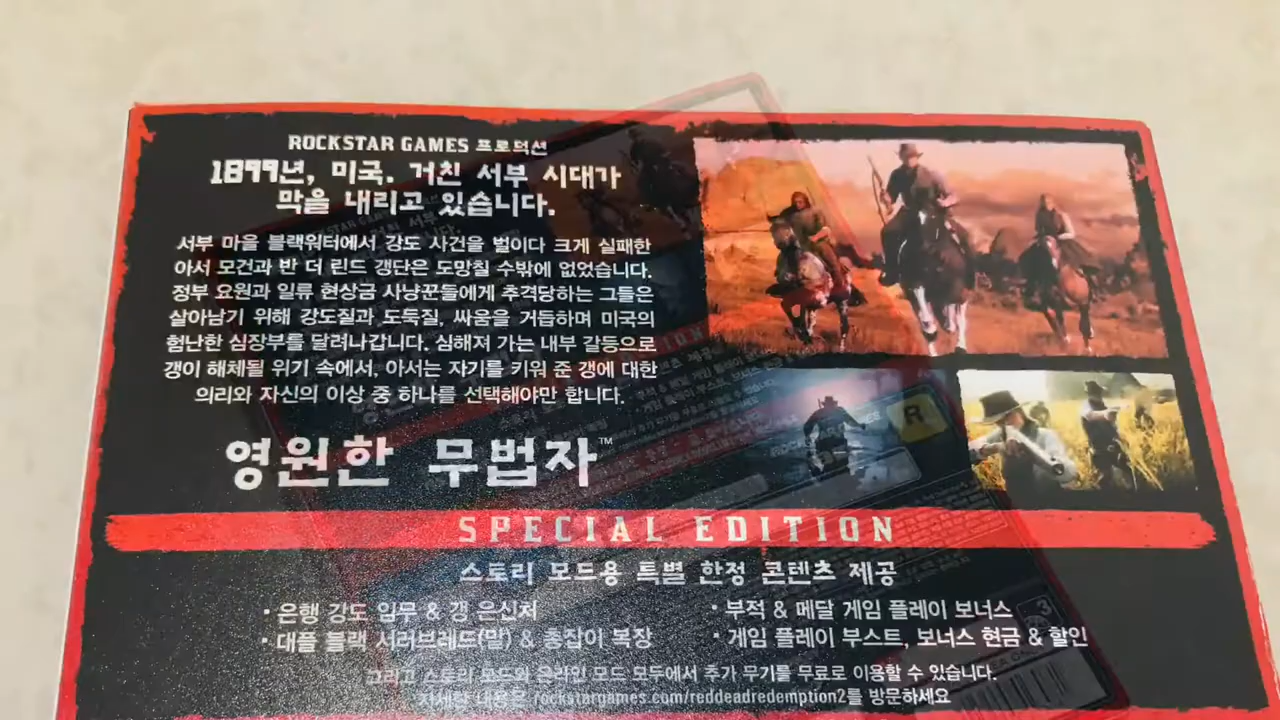 ROCKSTAR GAMES 프로덕션
1899년, 미국. 거친 서부 시대가
막을 내리고 있습니다.
서부 마을 블랙워터에서 강도 사건을 벌이다 크게 실패한
아서 모건과 반 더 린드 갱단은 도망칠 수밖에 없었습니다.
정부 요원과 일류 현상금 사냥꾼들에게 추격당하는 그들은
살아남기 위해 강도질과 도둑질, 싸움을 거듭하며 미국의
험난한 심장부를 달려나갑니다. 심해져 가는 내부 갈등으로
갱이 해체될 위기 속에서, 아서는 자기를 키워 준 갱에 대한
의리와 자신의 이상 중 하나를 선택해야만 합니다.
영원한 무법자™
SPECIAL EDITION
스토리 모드용 특별 한정 콘텐츠 제공
• 은행 강도 임무 & 갱 은신처
• 대플 블랙 서러브레드(말) & 총잡이 복장
• 부적 & 메달 게임 플레이 보너스
• 게임 플레이 부스트, 보너스 현금 & 할인
그리고 스토리 모드와 온라인 모드 모두에서 추가 무기를 무료로 이용할 수 있습니다.
자세한 내용은 rockstargames.com/reddeadredemption2를 방문하세요